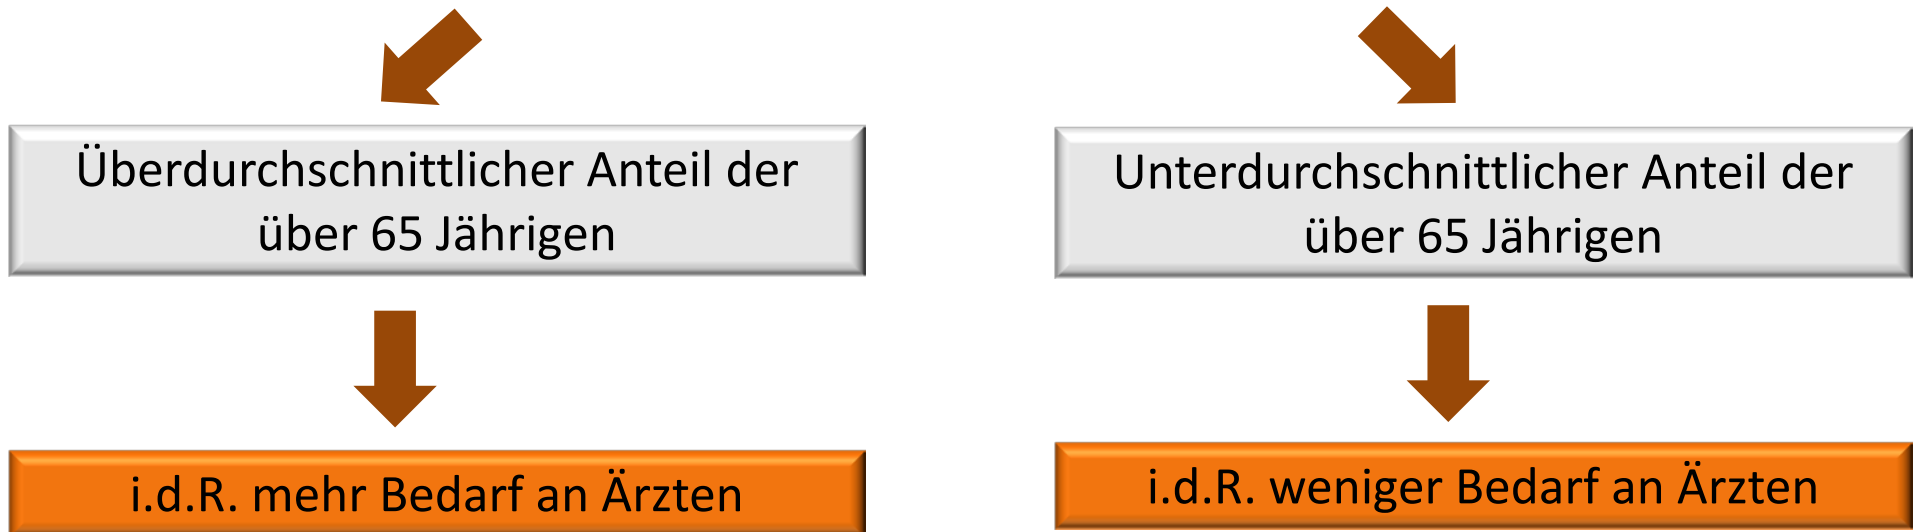 Überdurchschnittlicher Anteil der
über 65 Jährigen
i.d.R. mehr Bedarf an Ärzten
Unterdurchschnittlicher Anteil der
über 65 Jährigen
i.d.R. weniger Bedarf an Ärzten